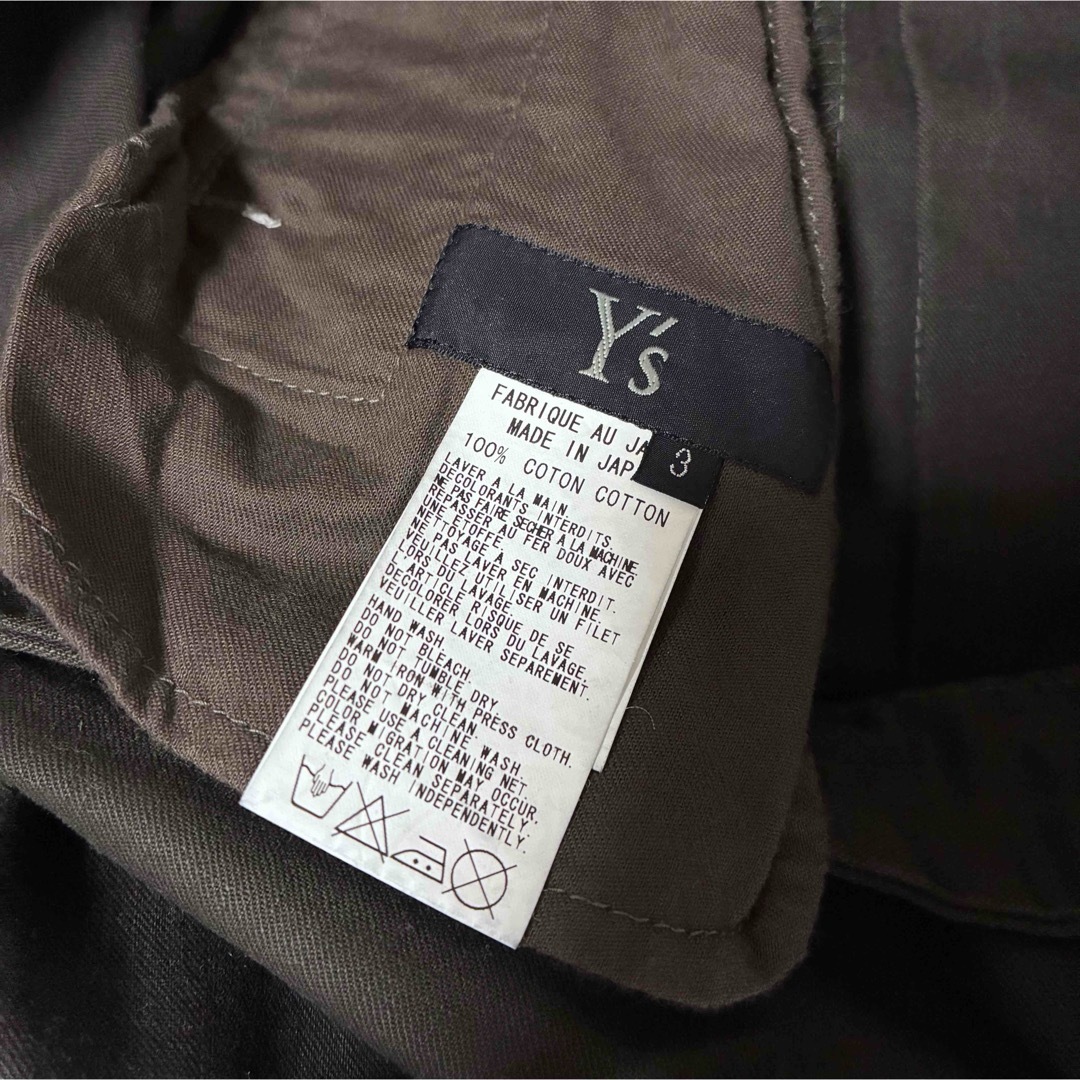 Y's
3
FABRIQUE AU JA
MADE IN JAPA
100% COTON COTTON
LAVER A LA MAIN
DECOLORANTS INTERDITS.
NE PAS FAIRE SECHER A LA MACHINE
REPASSER AU FER DOUX AVEC
UNE ETOFFE.
NETTOYAGE A SEC INTERDIT.
NE PAS LAVER EN MACHINE.
VEUILLEZ UTILISER UN FILET
LORS DU LAVAGE.
L'ARTICLE RISQUE DE SE
DECOLORER LORS DU LAVAGE.
VEUILLER LAVER SEPAREMENT.
HAND WASH.
DO NOT BLEACH.
DO NOT TUMBLE DRY.
WARM IRON WITH PRESS CLOTH.
DO NOT DRY CLEAN.
DO NOT MACHINE WASH.
PLEASE USE A CLEANING NET.
COLOR MIGRATION MAY OCCUR.
PLEASE CLEAN SEPARATELY.
PLEASE WASH INDEPENDENTLY.